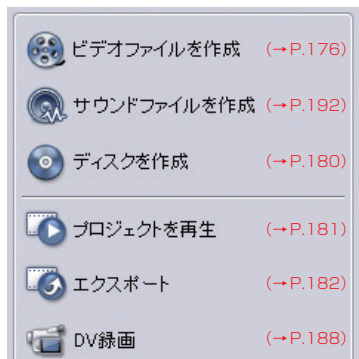 ビデオファイルを作成 (→P.176)
サウンドファイルを作成 (→P.192)
ディスクを作成 (→P.180)
プロジェクトを再生 (→P.181)
エクスポート (→P.182)
DV録画 (→P.188)